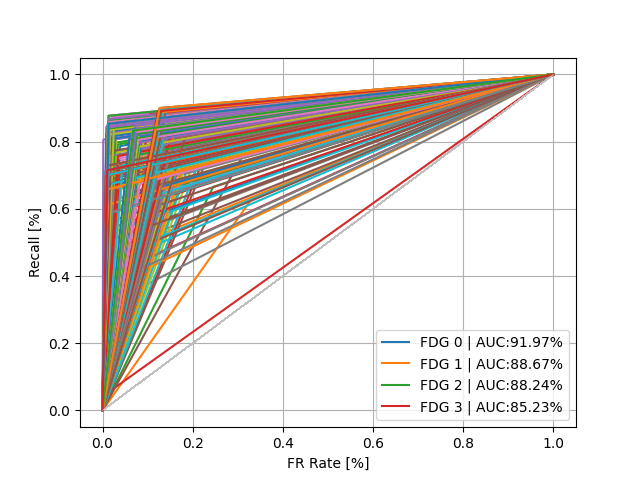 1.0
0.8
0.6
0.4
0.2
0.0
Recall [%]
0.0 0.2 0.4 0.6 0.8 1.0
FR Rate [%]
FDG 0 | AUC:91.97%
FDG 1 | AUC:88.67%
FDG 2 | AUC:88.24%
FDG 3 | AUC:85.23%